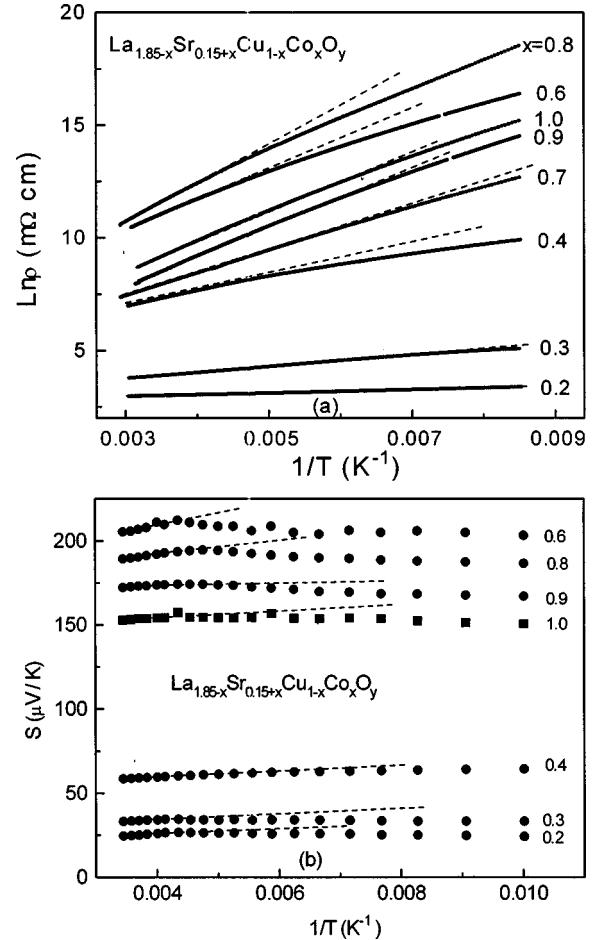 La1.85-xSr0.15+xCu1-xCoxOy
x=0.8
0.6
1.0
0.9
0.7
0.4
0.3
0.2
20
15
10
5
Lnρ (mΩ cm)
(a)
0.003 0.005 0.007 0.009
1/T (K-1)
200
150
100
50
0
S (μV/K)
0.6
0.8
0.9
1.0
La1.85-xSr0.15+xCu1-xCoxOy
0.4
0.3
0.2
(b)
0.004 0.006 0.008 0.010
1/T (K-1)